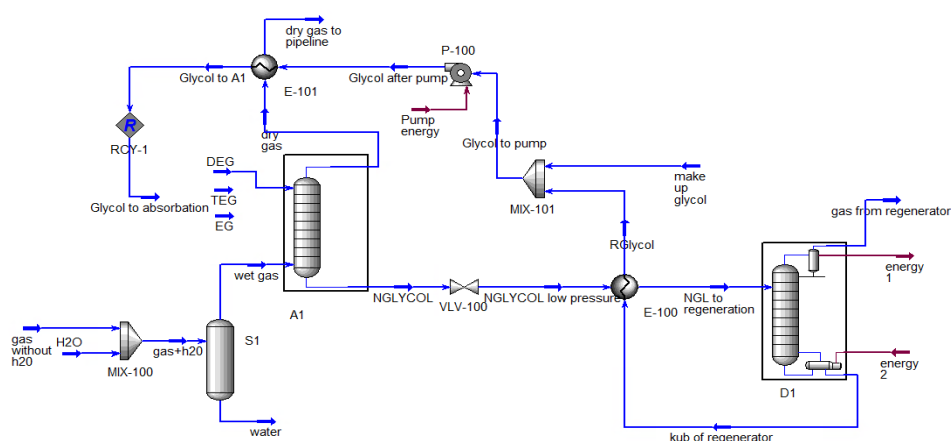 dry gas to
pipeline
P-100
Glycol to A1
E-101
Glycol after pump
R
RCY-1
Pump
energy
dry
gas
Glycol to pump
DEG
TEG
EG
Glycol to absorbation
make
up
glycol
MIX-101
gas from regenerator
wet gas
RGlycol
energy
1
NGLYCOL
VLV-100
NGLYCOL low pressure
E-100
NGL to
regeneration
A1
gas
without
h20
H2O
MIX-100
gas+h20
S1
energy
2
D1
water
kub of regenerator